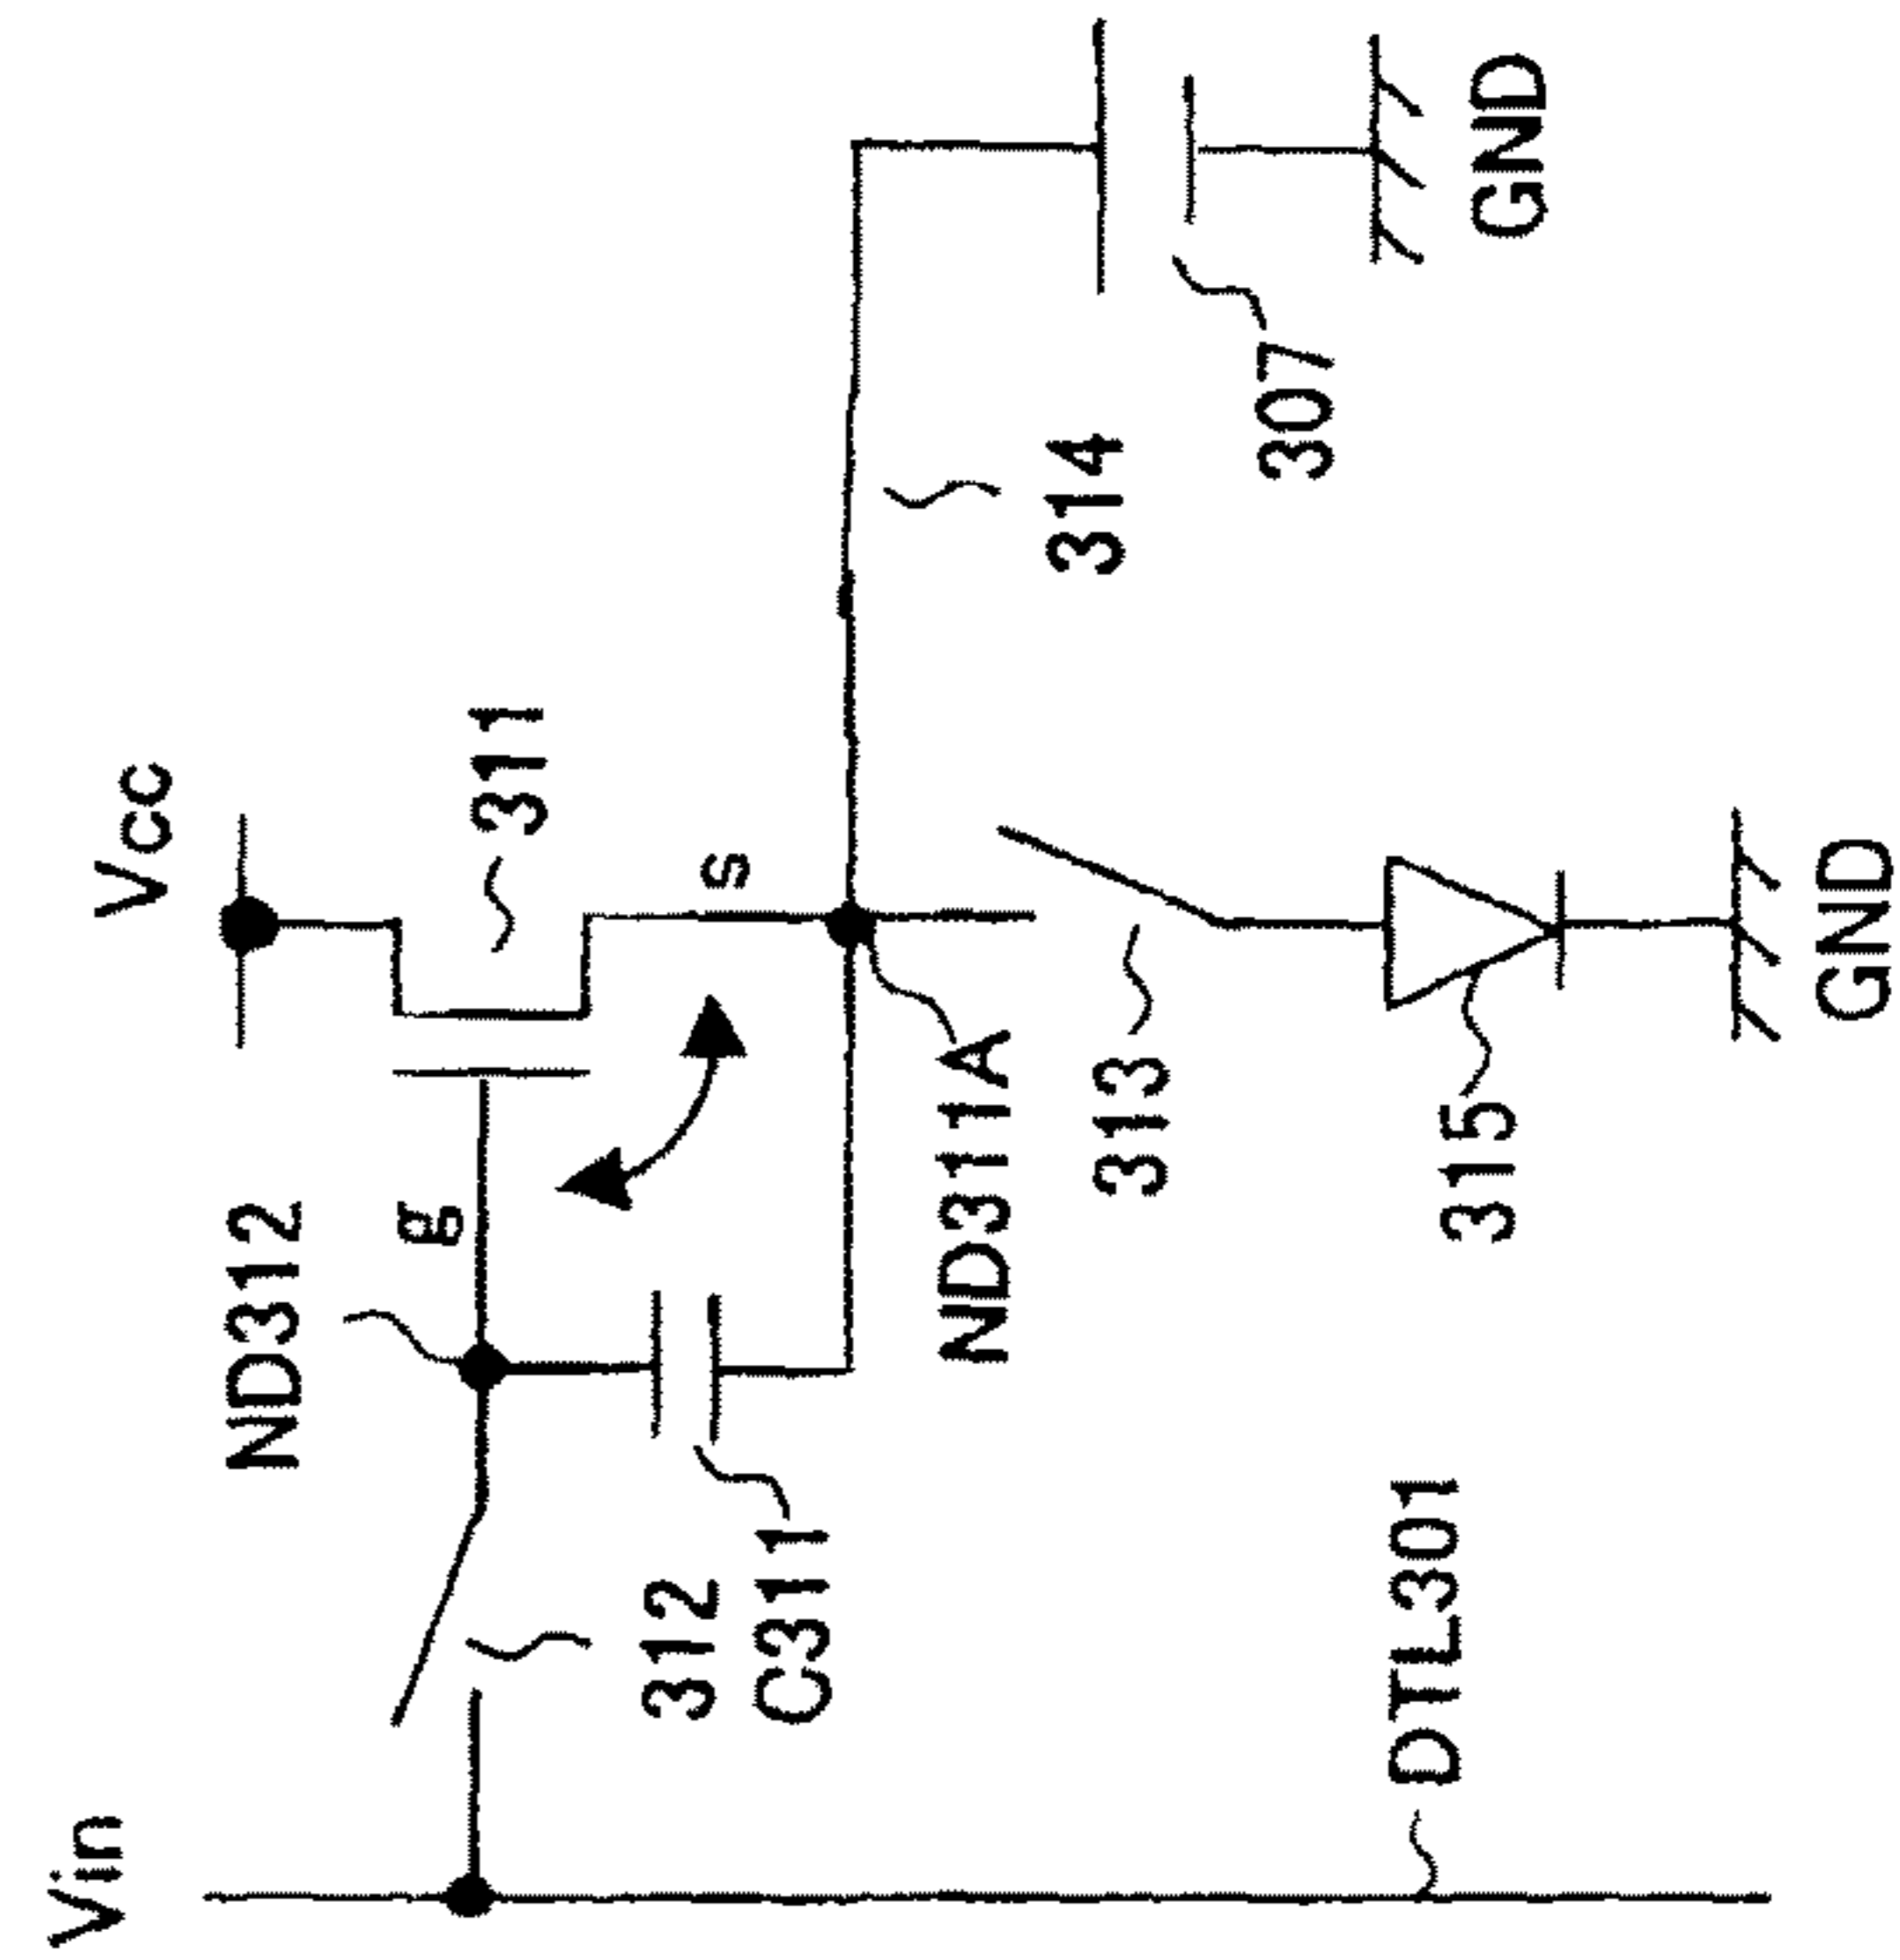 Vin
Vcc
ND312
g
311
s
312
C311
ND311A
314
313
307
GND
DTL301
315
GND